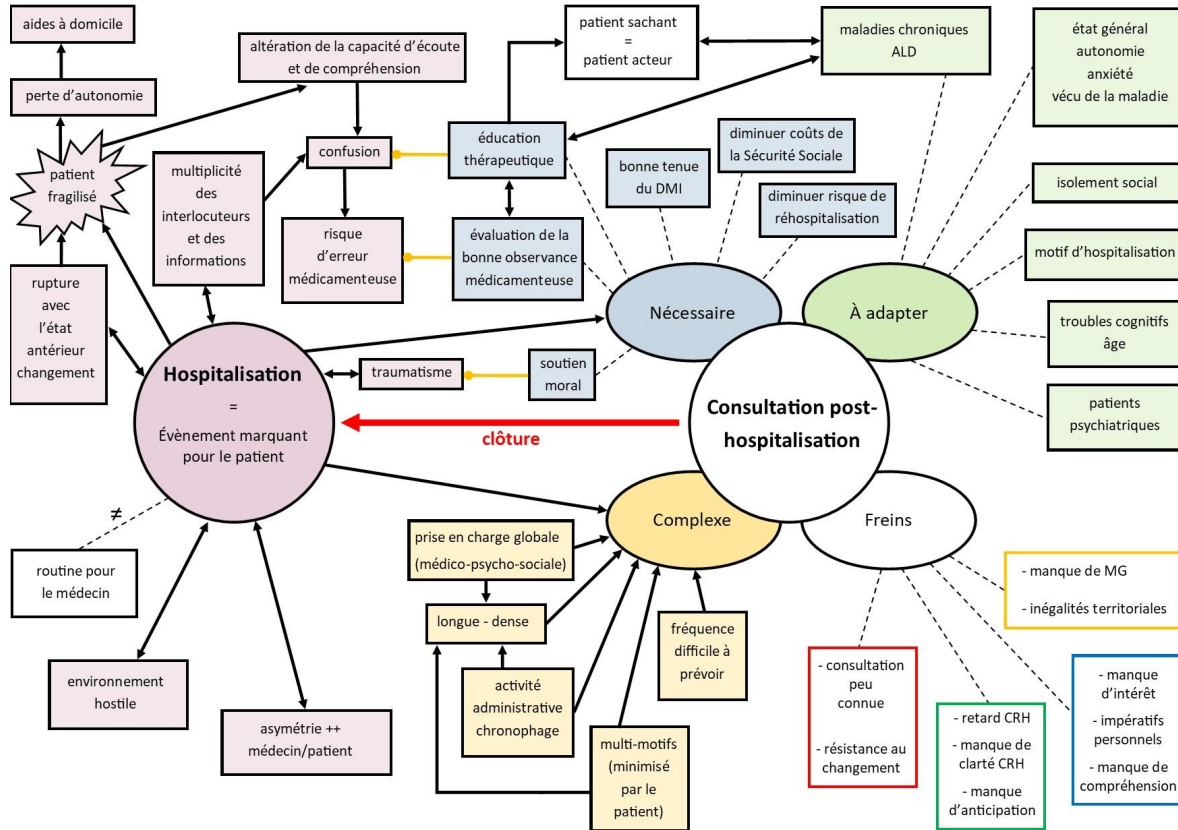 aides à domicile
perte d'autonomie
patient
fragilisé
rupture
avec
l'état
antérieur
changement
altération de la capacité d'écoute
et de compréhension
multiplicité
des
interlocuteurs
et des
informations
confusion
risque
d'erreur
médicamenteuse
patient sachant
=
patient acteur
éducation
thérapeutique
évaluation de la
bonne observance
médicamenteuse
bonne tenue
du DMI
diminuer coûts de
la Sécurité Sociale
diminuer risque de
réhospitalisation
maladies chroniques
ALD
état général
autonomie
anxiété
vécu de la maladie
isolement social
motif d'hospitalisation
troubles cognitifs
âge
patients
psychiatriques
Nécessaire
À adapter
Hospitalisation
=
Évènement marquant
pour le patient
traumatisme
soutien
moral
clôture
Consultation post-
hospitalisation
Complexe
Freins
≠
routine pour
le médecin
environnement
hostile
asymétrie ++
médecin/patient
prise en charge globale
(médico-psycho-sociale)
longue - dense
activité
administrative
chronophage
multi-motifs
(minimisé
par le
patient)
fréquence
difficile à
prévoir
- consultation
peu
connue
- résistance au
changement
- retard CRH
- manque de
clarté CRH
- manque
d'anticipation
- manque
d'intérêt
- impératifs
personnels
- manque de
compréhension
- manque de MG
- inégalités territoriales